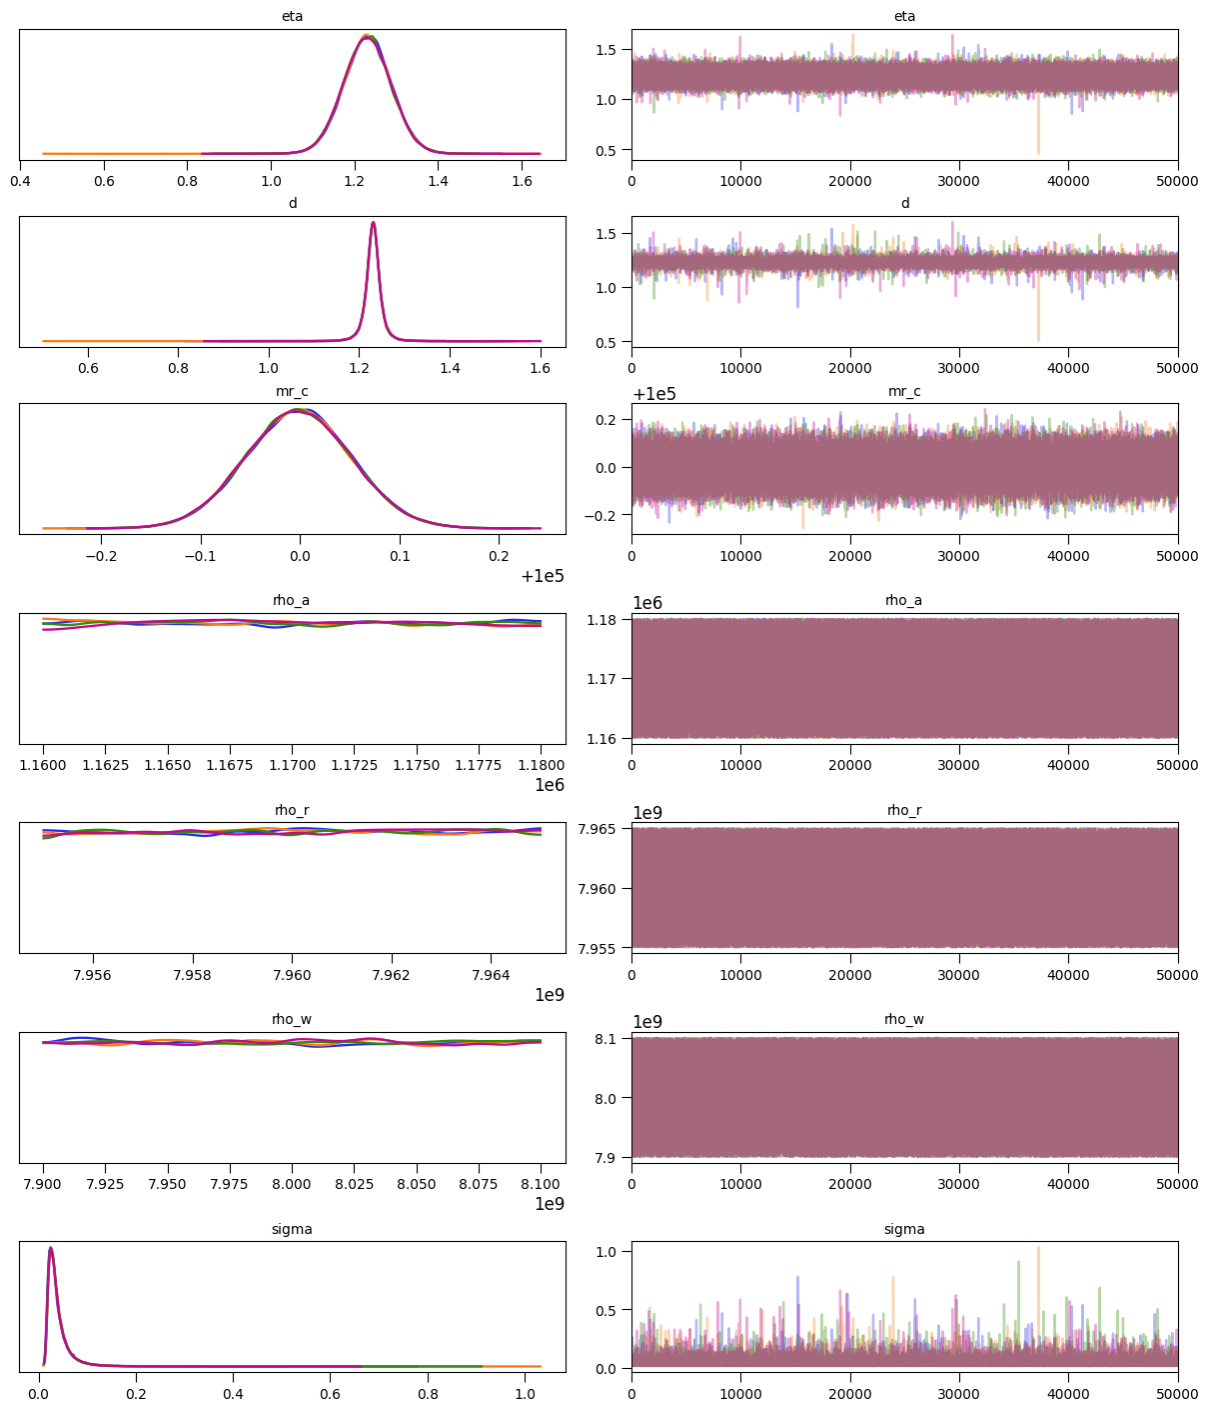 eta eta
1.5
1.0
0.5
0.4 0.6 0.8 1.0 1.2 1.4 1.6 0 10000 20000 30000 40000 50000
d d
1.5
1.0
0.5
0.6 0.8 1.0 1.2 1.4 1.6 0 10000 20000 30000 40000 50000
mr_c +1e5 mr_c
0.2
0.0
−0.2
−0.2 −0.1 0.0 0.1 0.2 0 10000 20000 30000 40000 50000
+1e5
rho_a 1e6 rho_a
1.18
1.17
1.16
1.1600 1.1625 1.1650 1.1675 1.1700 1.1725 1.1750 1.1775 1.1800 0 10000 20000 30000 40000 50000
1e6
rho_r 1e9 rho_r
7.965
7.960
7.955
7.956 7.958 7.960 7.962 7.964 0 10000 20000 30000 40000 50000
1e9
rho_w 1e9 rho_w
8.1
8.0
7.9
7.900 7.925 7.950 7.975 8.000 8.025 8.050 8.075 8.100 0 10000 20000 30000 40000 50000
1e9
sigma sigma
1.0
0.5
0.0
0.0 0.2 0.4 0.6 0.8 1.0 0 10000 20000 30000 40000 50000